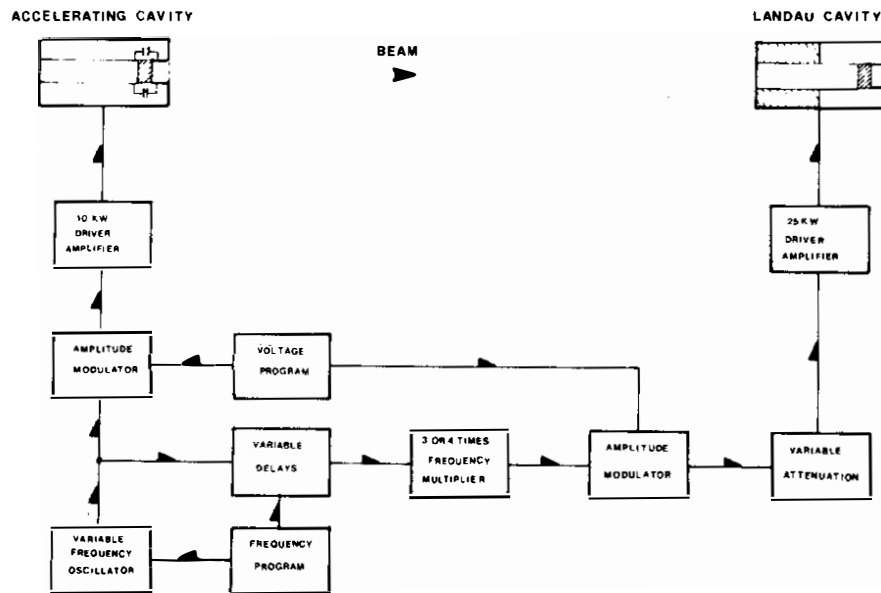 ACCELERATING CAVITY
LANDAU CAVITY
BEAM
10 KW
DRIVER
AMPLIFIER
25 KW
DRIVER
AMPLIFIER
AMPLITUDE
MODULATOR
VOLTAGE
PROGRAM
VARIABLE
DELAYS
3 OR 4 TIMES
FREQUENCY
MULTIPLIER
AMPLITUDE
MODULATOR
VARIABLE
ATTENUATION
VARIABLE
FREQUENCY
OSCILLATOR
FREQUENCY
PROGRAM